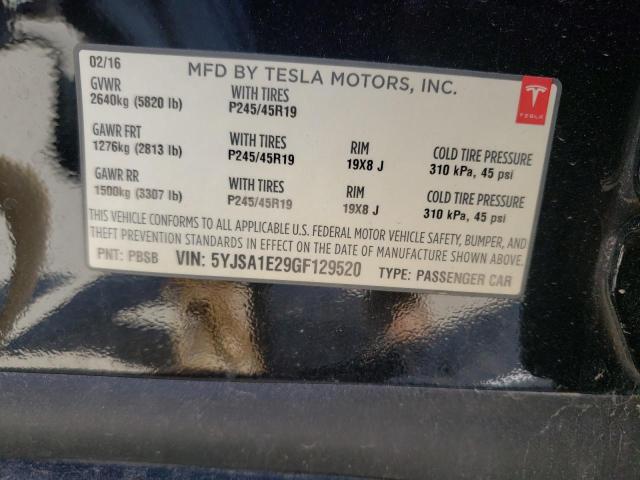 02/16 MFD BY TESLA MOTORS, INC.
GVWR WITH TIRES
2640kg (5820 lb) P245/45R19
TESLA
GAWR FRT WITH TIRES RIM COLD TIRE PRESSURE
1276kg (2813 lb) P245/45R19 19X8 J 310 kPa, 45 psi
GAWR RR WITH TIRES RIM COLD TIRE PRESSURE
1500kg (3307 lb) P245/45R19 19X8 J 310 kPa, 45 psi
THIS VEHICLE CONFORMS TO ALL APPLICABLE U.S. FEDERAL MOTOR VEHICLE SAFETY, BUMPER, AND
THEFT PREVENTION STANDARDS IN EFFECT ON THE DATE OF MANUFACTURE SHOWN ABOVE.
PNT: PBSB VIN: 5YJSA1E29GF129520 TYPE: PASSENGER CAR